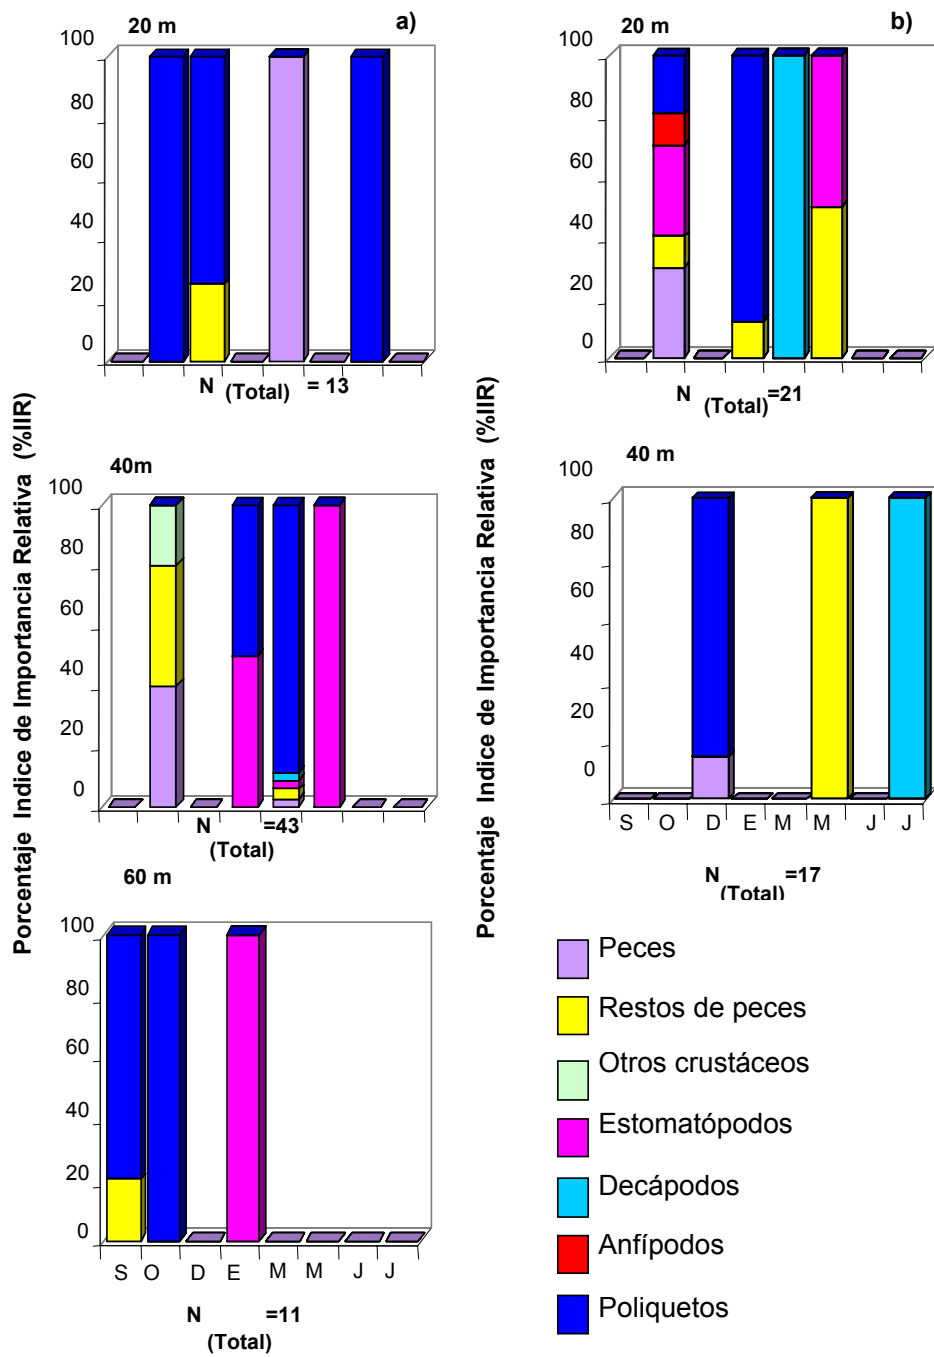 20 m
a)
100
80
60
40
20
0
N (Total) = 13
40m
100
80
60
40
20
0
N (Total) =43
60 m
100
80
60
40
20
0
S O D E M M J J
N (Total) =11
Porcentaje Indice de Importancia Relativa (%IIR)
20 m
b)
100
80
60
40
20
0
N (Total) =21
40 m
100
80
60
40
20
0
S O D E M M J J
N (Total) =17
Porcentaje Indice de Importancia Relativa (%IIR)
Peces
Restos de peces
Otros crustáceos
Estomatópodos
Decápodos
Anfípodos
Poliquetos